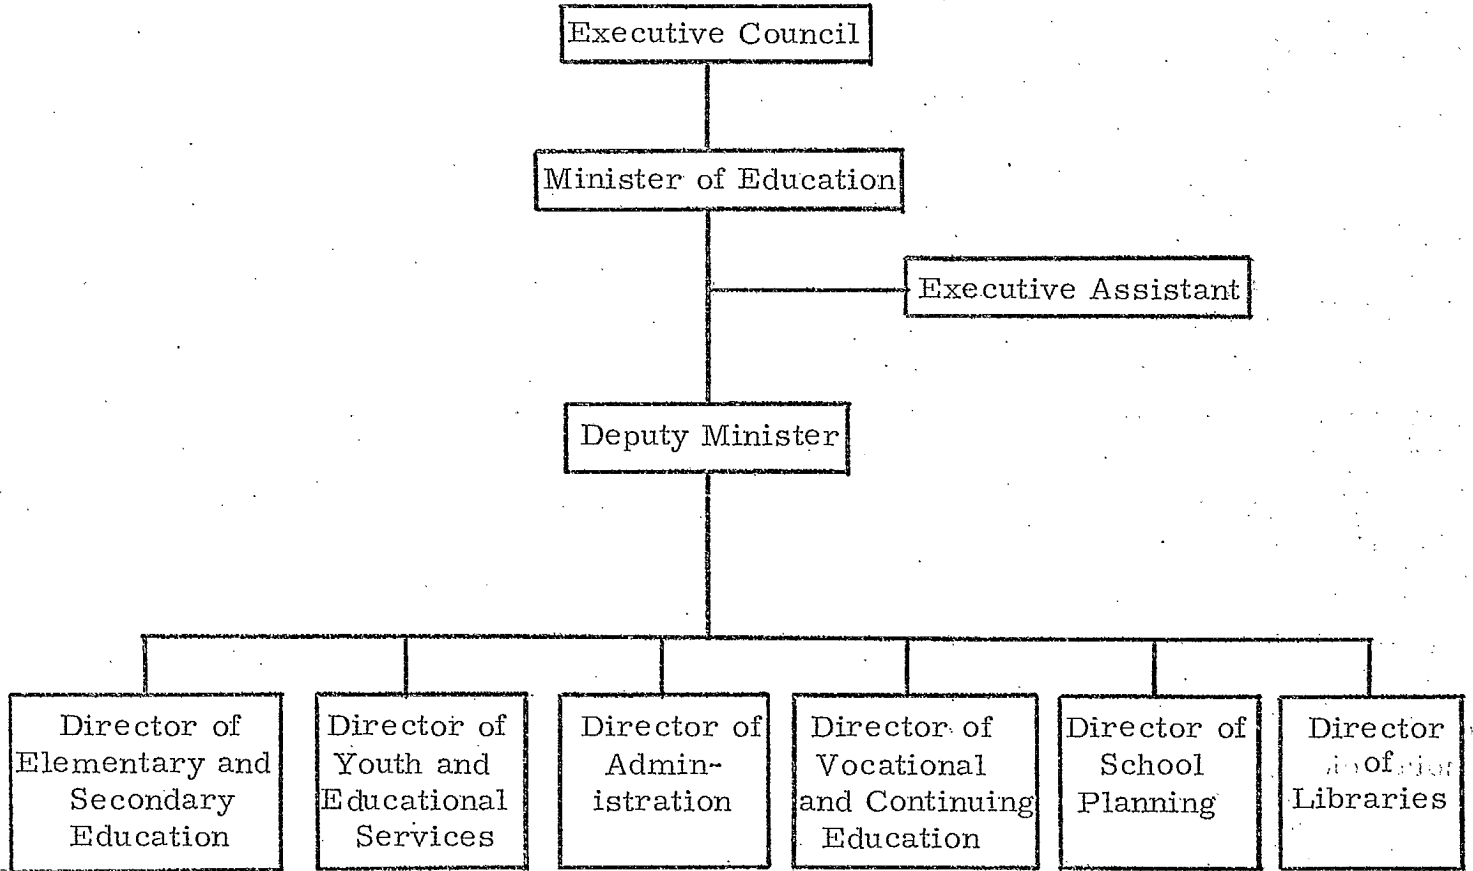 Executive Council
Minister of Education
Executive Assistant
Deputy Minister
Director of
Elementary and
Secondary
Education
Director of
Youth and
Educational
Services
Director of
Admin-
istration
Director of
Vocational
and Continuing
Education
Director of
School
Planning
Director
of
Libraries